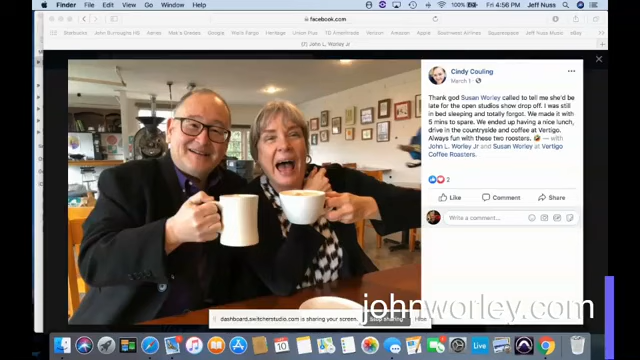 Finder File Edit View Go Window Help 100% Fri 4:56 PM Jeff Nuss
facebook.com
John L. Worley Jr
Cindy Couling
March 1
Thank god Susan Worley called to tell me she'd be
late for the open studios show drop off. I was still
in bed sleeping and totally forgot. We made it with
5 mins to spare. We ended up having a nice lunch,
drive in the countryside and coffee at Vertigo.
Always fun with these two roosters. — with
John L. Worley Jr and Susan Worley at Vertigo
Coffee Roasters.
2
Like Comment Share
Write a comment...
dashboard.switcherstudio.com is sharing your screen. Stop sharing Hide
johnworley.com